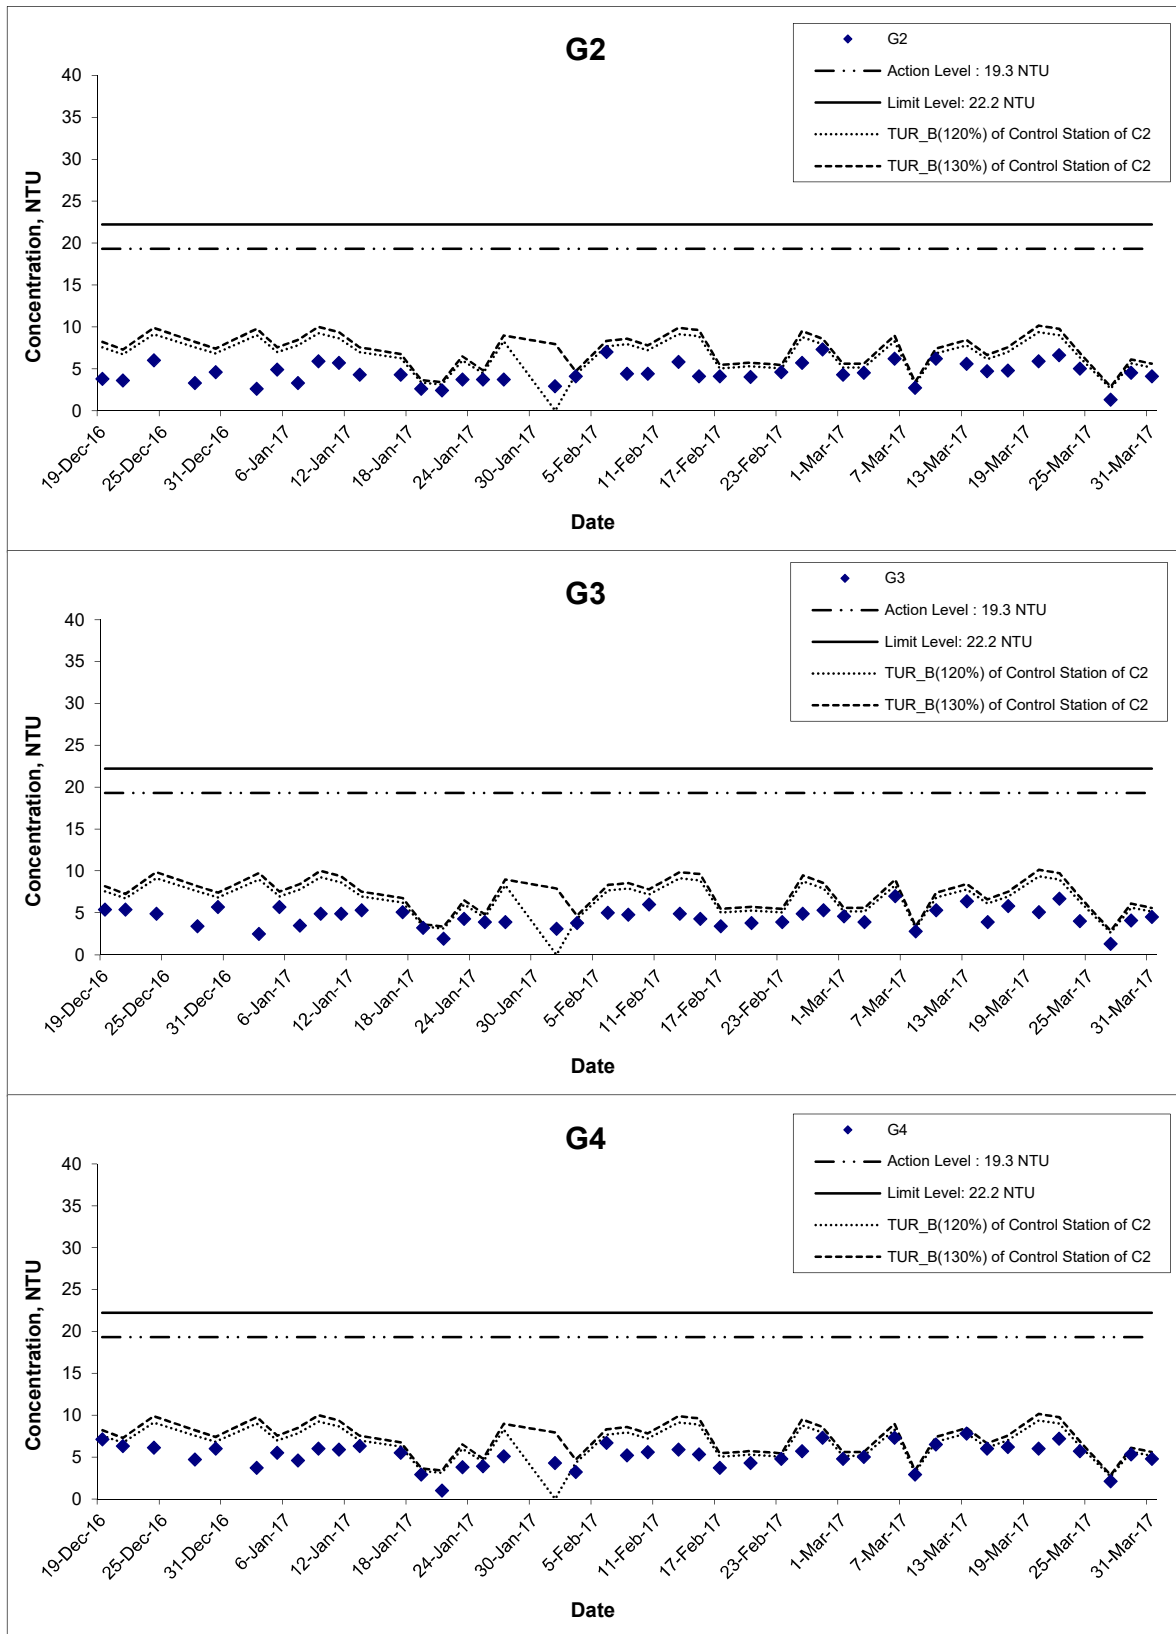 G2
G2
Action Level : 19.3 NTU
Limit Level: 22.2 NTU
TUR_B(120%) of Control Station of C2
TUR_B(130%) of Control Station of C2
Concentration, NTU
40
35
30
25
20
15
10
5
0
19-Dec-16
25-Dec-16
31-Dec-16
6-Jan-17
12-Jan-17
18-Jan-17
24-Jan-17
30-Jan-17
5-Feb-17
11-Feb-17
17-Feb-17
23-Feb-17
1-Mar-17
7-Mar-17
13-Mar-17
19-Mar-17
25-Mar-17
31-Mar-17
Date
G3
G3
Action Level : 19.3 NTU
Limit Level: 22.2 NTU
TUR_B(120%) of Control Station of C2
TUR_B(130%) of Control Station of C2
Concentration, NTU
40
35
30
25
20
15
10
5
0
19-Dec-16
25-Dec-16
31-Dec-16
6-Jan-17
12-Jan-17
18-Jan-17
24-Jan-17
30-Jan-17
5-Feb-17
11-Feb-17
17-Feb-17
23-Feb-17
1-Mar-17
7-Mar-17
13-Mar-17
19-Mar-17
25-Mar-17
31-Mar-17
Date
G4
G4
Action Level : 19.3 NTU
Limit Level: 22.2 NTU
TUR_B(120%) of Control Station of C2
TUR_B(130%) of Control Station of C2
Concentration, NTU
40
35
30
25
20
15
10
5
0
19-Dec-16
25-Dec-16
31-Dec-16
6-Jan-17
12-Jan-17
18-Jan-17
24-Jan-17
30-Jan-17
5-Feb-17
11-Feb-17
17-Feb-17
23-Feb-17
1-Mar-17
7-Mar-17
13-Mar-17
19-Mar-17
25-Mar-17
31-Mar-17
Date